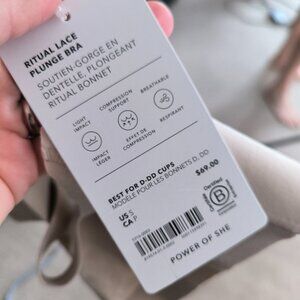 RITUAL LACE
PLUNGE BRA
SOUTIEN-GORGE EN
DENTELLE, PLONGEANT
RITUAL BONNET
LIGHT
IMPACT
COMPRESSION
SUPPORT
BREATHABLE
IMPACT
LÉGER
EFFET DE
COMPRESSION
RESPIRANT
BEST FOR D-DD CUPS
MODÈLE POUR LES BONNETS D, DD
US S
CA P
$69.00
Certified
B
Corporation
POWER OF SHE